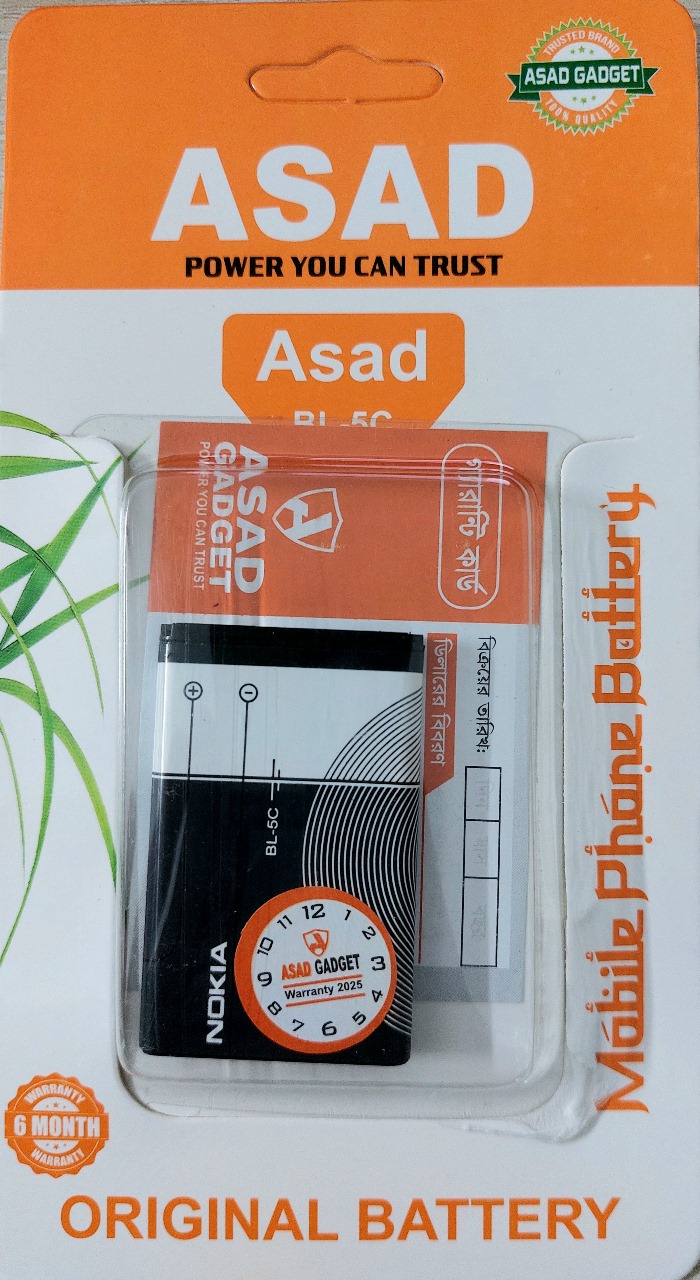 TRUSTED BRAND
ASAD GADGET
100% QUALITY
ASAD
POWER YOU CAN TRUST
Asad
BL-5C
ASAD
GADGET
POWER YOU CAN TRUST
গ্যারান্টি কার্ড
বিক্রয়ের তারিখ:
ডিলারের বিবরণ
Mobile Phone Battery
+
-
BL-5C
NOKIA
12
1
2
3
4
5
6
7
8
9
10
11
ASAD GADGET
Warranty 2025
WARRANTY
6 MONTH
WARRANTY
ORIGINAL BATTERY